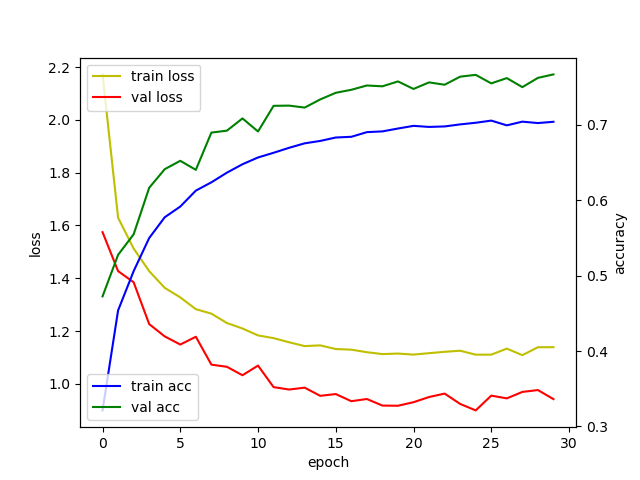 train loss
val loss
train acc
val acc
loss
2.2
2.0
1.8
1.6
1.4
1.2
1.0
0.7
0.6
0.5
0.4
0.3
accuracy
0 5 10 15 20 25 30
epoch